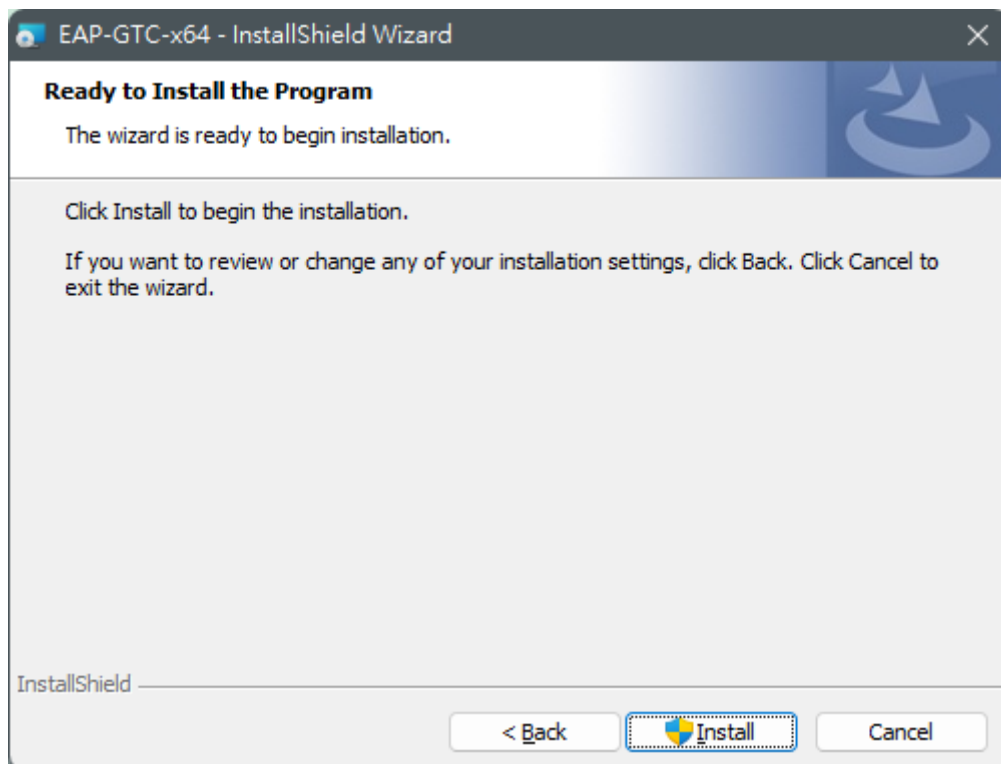 EAP-GTC-x64 - InstallShield Wizard
Ready to Install the Program
The wizard is ready to begin installation.
Click Install to begin the installation.
If you want to review or change any of your installation settings, click Back. Click Cancel to
exit the wizard.
InstallShield
< Back
Install
Cancel